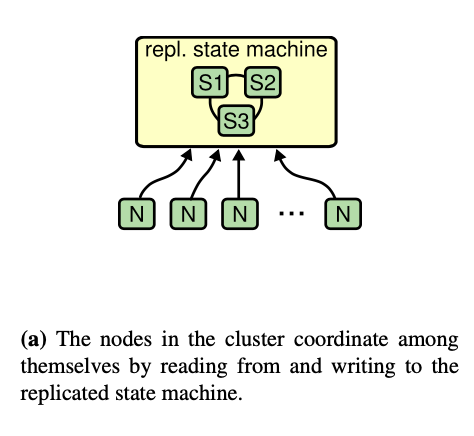 repl. state machine
S1 S2
S3
N N N ... N
(a) The nodes in the cluster coordinate among
themselves by reading from and writing to the
replicated state machine.